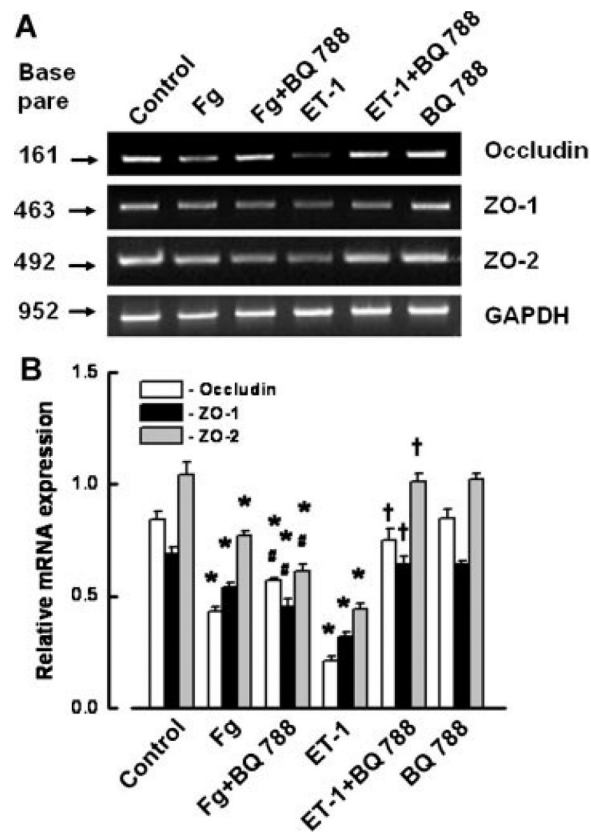 A
Base
pare
Control
Fg
Fg+BQ 788
ET-1
ET-1+BQ 788
BQ 788
161
Occludin
463
ZO-1
492
ZO-2
952
GAPDH
B
1.5
1.0
0.5
0.0
Relative mRNA expression
- Occludin
- ZO-1
- ZO-2
* * *
* * *
# # #
* * *
† † †
Control
Fg
Fg+BQ 788
ET-1
ET-1+BQ 788
BQ 788